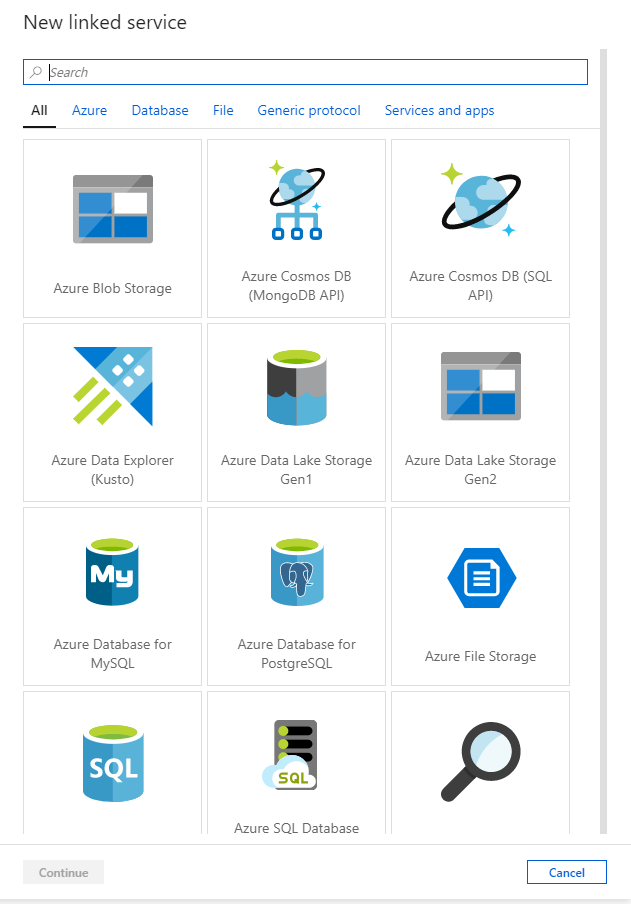 New linked service
Search
All Azure Database File Generic protocol Services and apps
Azure Blob Storage
Azure Cosmos DB
(MongoDB API)
Azure Cosmos DB (SQL
API)
Azure Data Explorer
(Kusto)
Azure Data Lake Storage
Gen1
Azure Data Lake Storage
Gen2
My
Azure Database for
MySQL
Azure Database for
PostgreSQL
Azure File Storage
SQL
SQL
Azure SQL Database
Continue
Cancel